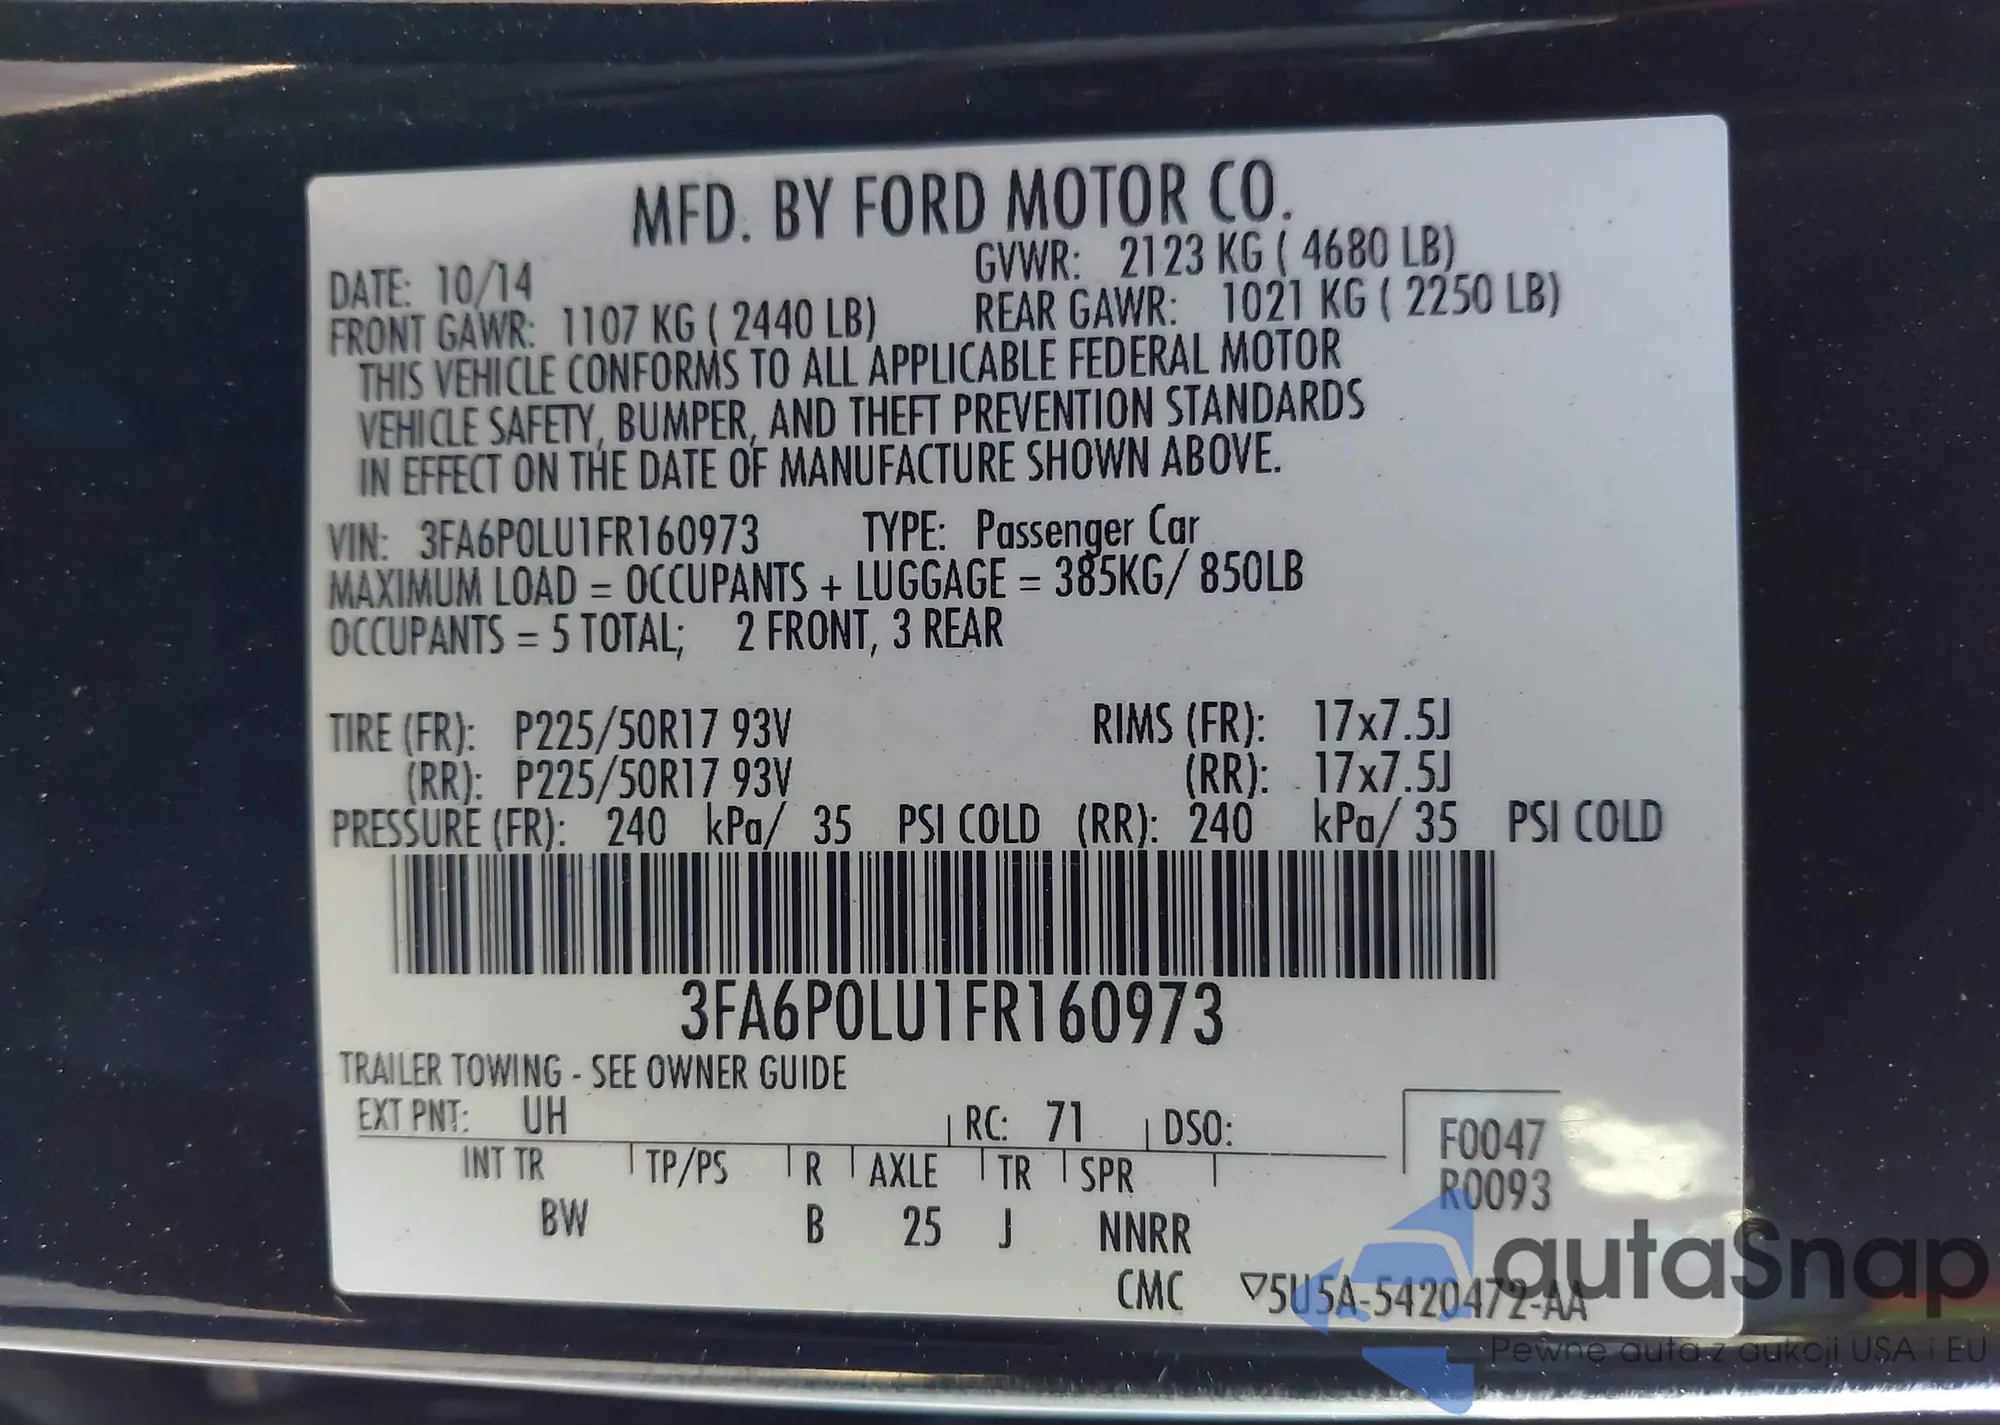 MFD. BY FORD MOTOR CO.
DATE: 10/14 GVWR: 2123 KG ( 4680 LB)
FRONT GAWR: 1107 KG ( 2440 LB) REAR GAWR: 1021 KG ( 2250 LB)
THIS VEHICLE CONFORMS TO ALL APPLICABLE FEDERAL MOTOR
VEHICLE SAFETY, BUMPER, AND THEFT PREVENTION STANDARDS
IN EFFECT ON THE DATE OF MANUFACTURE SHOWN ABOVE.
VIN: 3FA6P0LU1FR160973 TYPE: Passenger Car
MAXIMUM LOAD = OCCUPANTS + LUGGAGE = 385KG/ 850LB
OCCUPANTS = 5 TOTAL; 2 FRONT, 3 REAR
TIRE (FR): P225/50R17 93V RIMS (FR): 17x7.5J
(RR): P225/50R17 93V (RR): 17x7.5J
PRESSURE (FR): 240 kPa/ 35 PSI COLD (RR): 240 kPa/ 35 PSI COLD
3FA6P0LU1FR160973
TRAILER TOWING - SEE OWNER GUIDE
EXT PNT: UH RC: 71 DSO: F0047
INT TR TP/PS R AXLE TR SPR R0093
BW B 25 J NNRR
CMC ▽5U5A-5420472-AA
autaSnap
Pewne auta z aukcji USA i EU